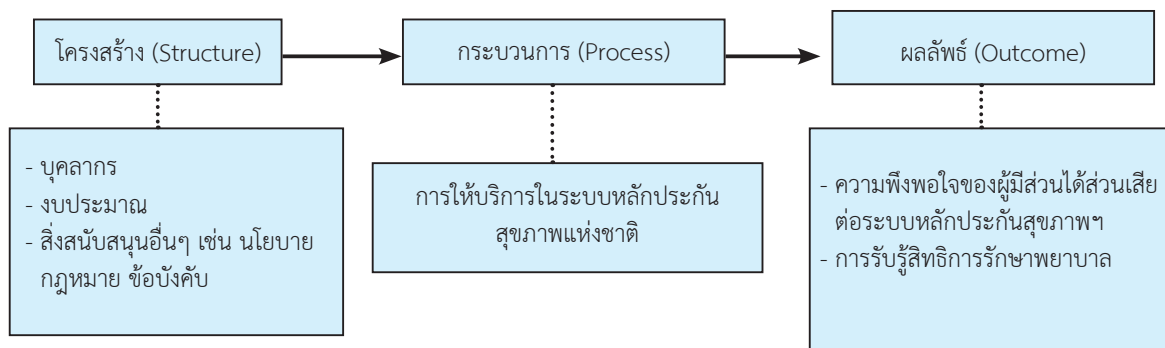 โครงสร้าง (Structure)
กระบวนการ (Process)
ผลลัพธ์ (Outcome)
- บุคลากร
- งบประมาณ
- สิ่งสนับสนุนอื่นๆ เช่น นโยบาย
กฎหมาย ข้อบังคับ
การให้บริการในระบบหลักประกัน
สุขภาพแห่งชาติ
- ความพึงพอใจของผู้มีส่วนได้ส่วนเสีย
ต่อระบบหลักประกันสุขภาพฯ
- การรับรู้สิทธิการรักษาพยาบาล